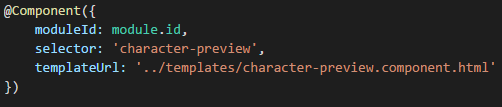 @Component({
    moduleId: module.id,
    selector: 'character-preview',
    templateUrl: '../templates/character-preview.component.html'
})